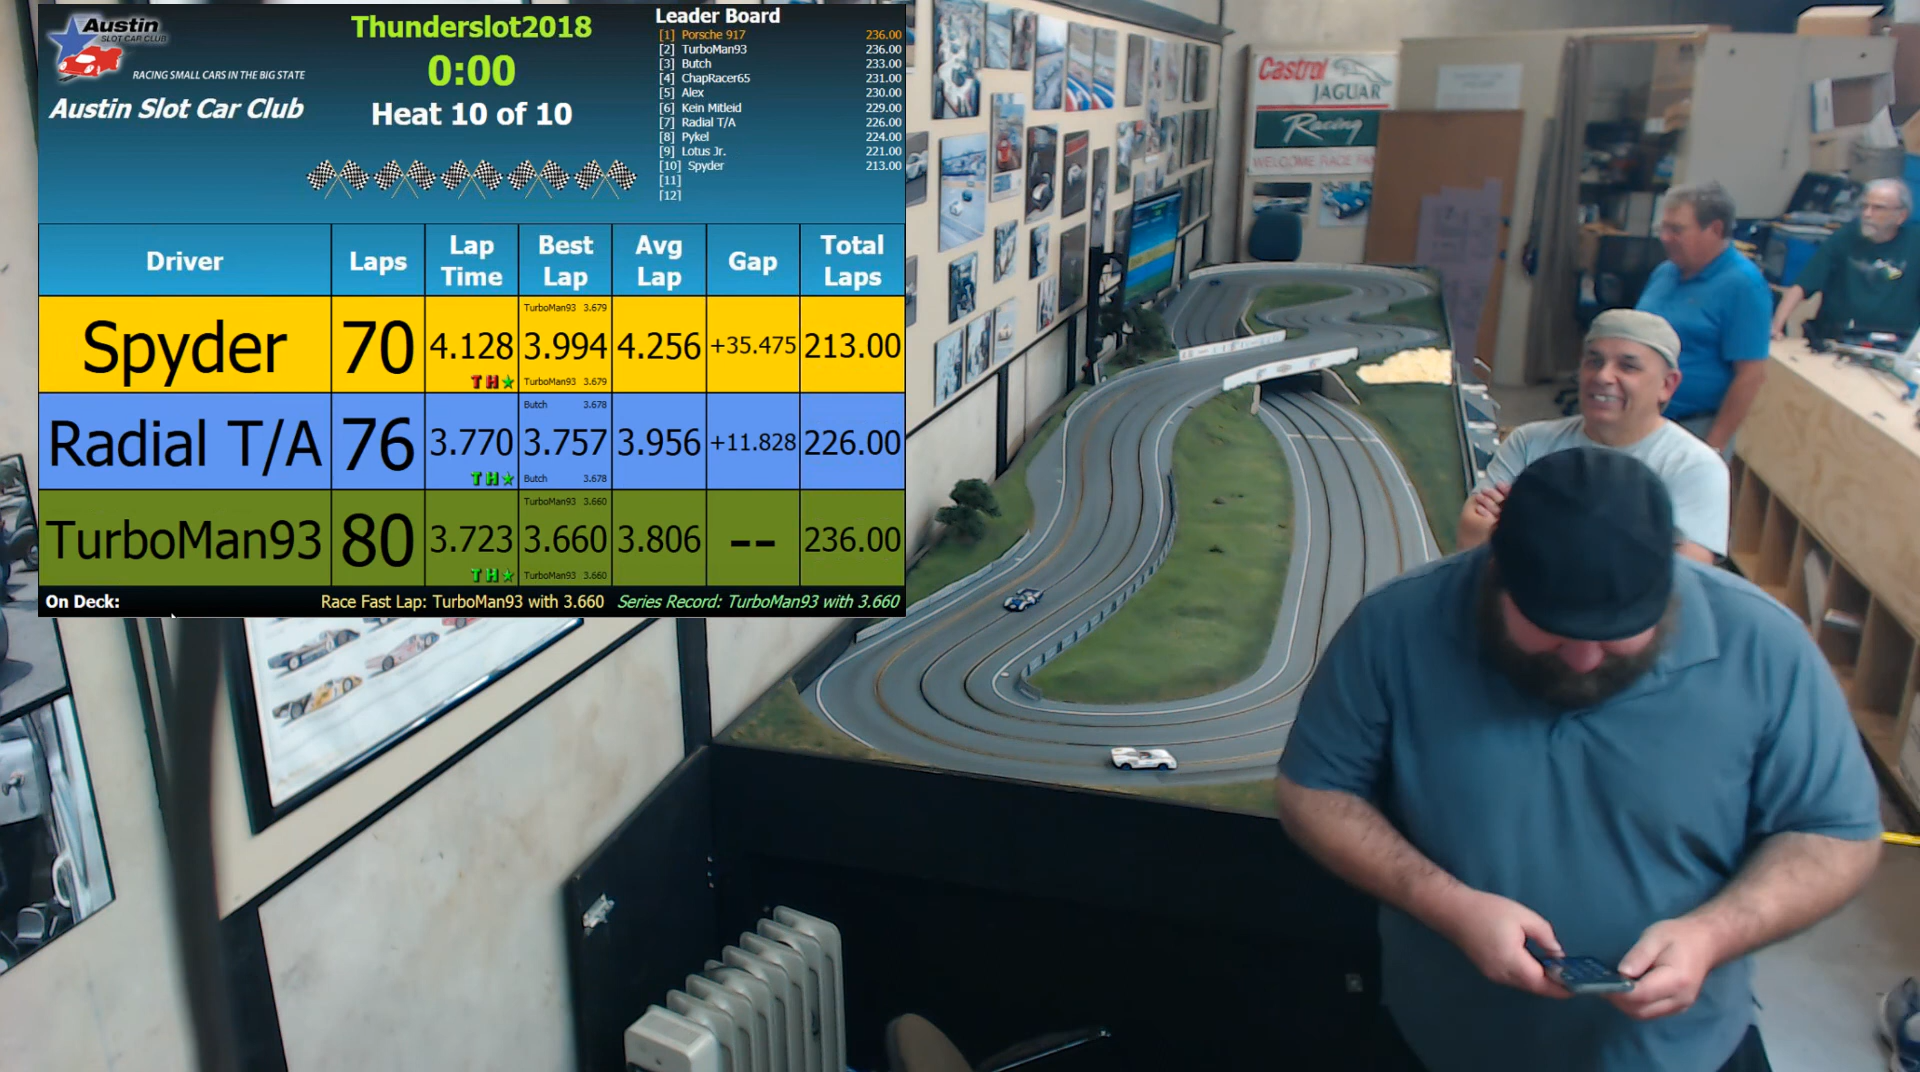 Austin
SLOT CAR CLUB
RACING SMALL CARS IN THE BIG STATE
Austin Slot Car Club
Thunderslot2018
0:00
Heat 10 of 10
Leader Board
[1] Porsche 917 236.00
[2] TurboMan93 236.00
[3] Butch 233.00
[4] ChapRacer65 231.00
[5] Alex 230.00
[6] Kein Mitleid 229.00
[7] Radial T/A 226.00
[8] Pykel 224.00
[9] Lotus Jr. 221.00
[10] Spyder 213.00
[11]
[12]
Driver Laps Lap Time Best Lap Avg Lap Gap Total Laps
TurboMan93 3.679
Spyder 70 4.128 3.994 4.256 +35.475 213.00
T H TurboMan93 3.679
Butch 3.678
Radial T/A 76 3.770 3.757 3.956 +11.828 226.00
T H Butch 3.678
TurboMan93 3.660
TurboMan93 80 3.723 3.660 3.806 -- 236.00
T H TurboMan93 3.660
On Deck: Race Fast Lap: TurboMan93 with 3.660 Series Record: TurboMan93 with 3.660
Castrol
JAGUAR
Racing
WELCOME RACE FAN